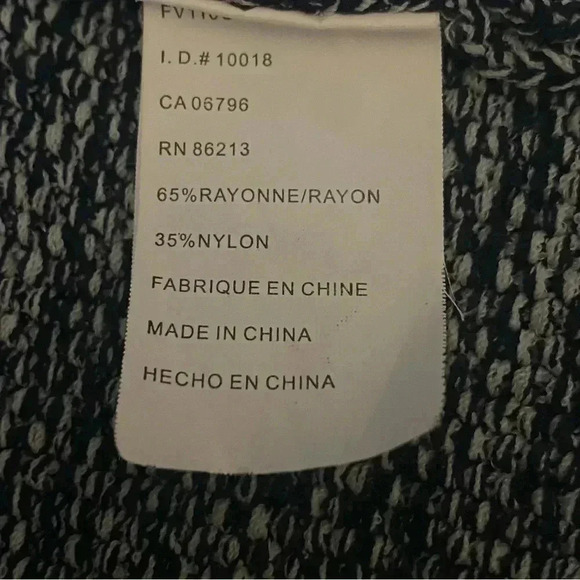 I. D.# 10018
CA 06796
RN 86213
65%RAYONNE/RAYON
35%NYLON
FABRIQUE EN CHINE
MADE IN CHINA
HECHO EN CHINA